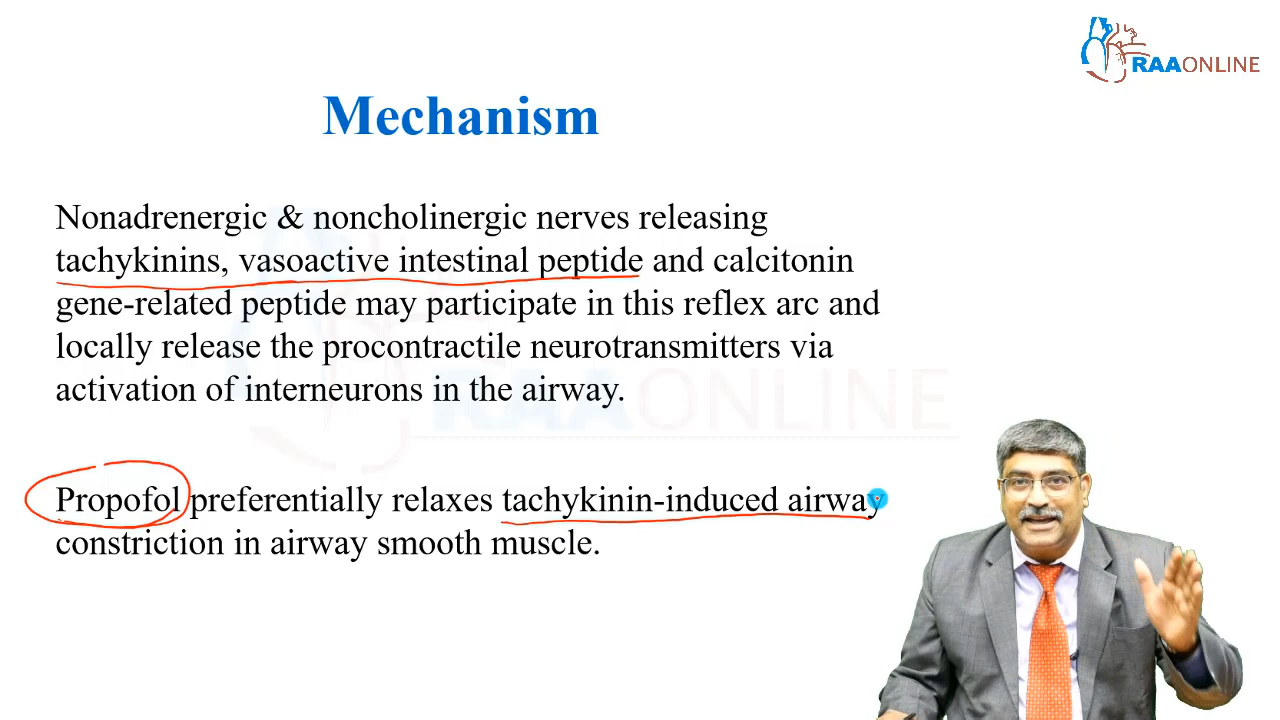 RAAONLINE
Mechanism
Nonadrenergic & noncholinergic nerves releasing
tachykinins, vasoactive intestinal peptide and calcitonin
gene-related peptide may participate in this reflex arc and
locally release the procontractile neurotransmitters via
activation of interneurons in the airway.
RAAONLINE
Propofol preferentially relaxes tachykinin-induced airway
constriction in airway smooth muscle.